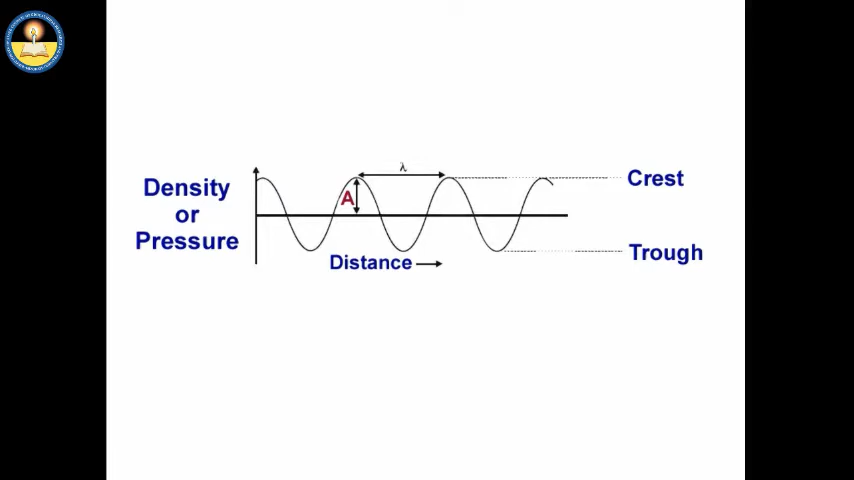 λ
Density
or
Pressure
A
Crest
Distance
Trough